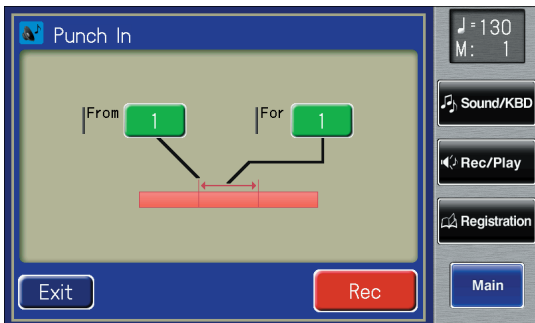 Punch In
From 1
For 1
Exit
Rec
♩=130
M: 1
Sound/KBD
Rec/Play
Registration
Main